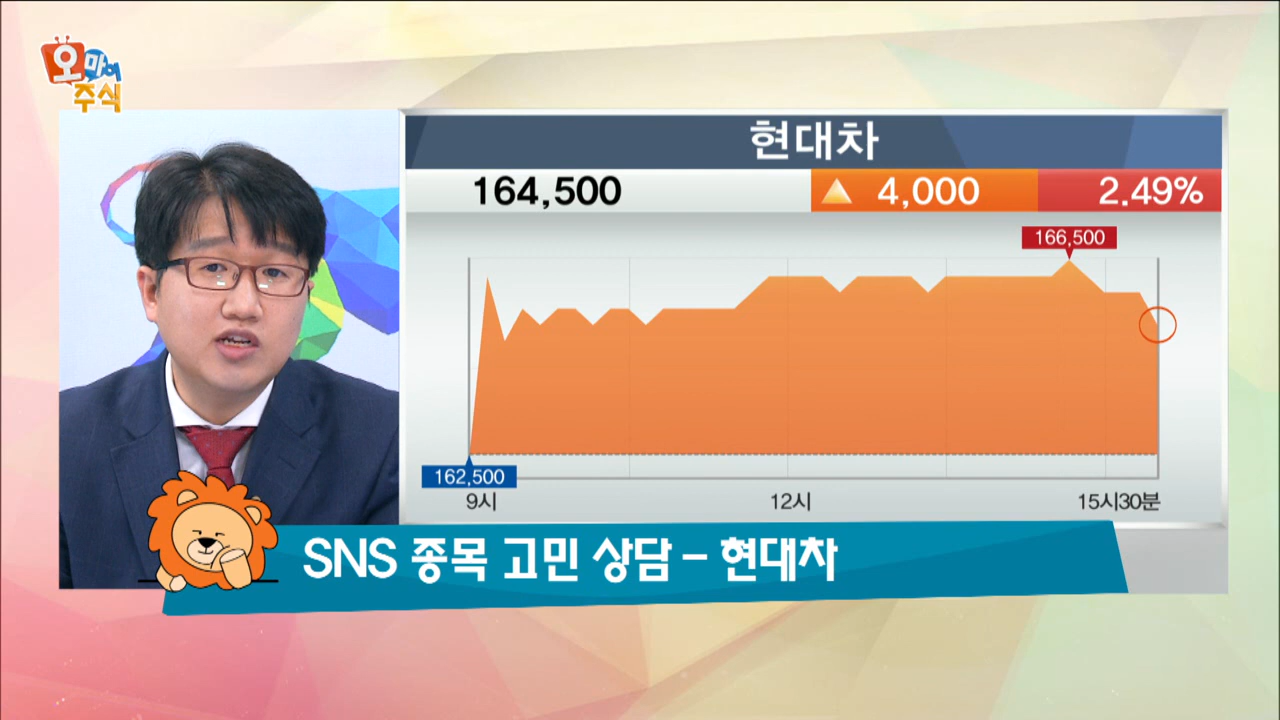 오마이
주식
현대차
164,500 ▲ 4,000 2.49%
166,500
162,500
9시 12시 15시30분
SNS 종목 고민 상담 – 현대차